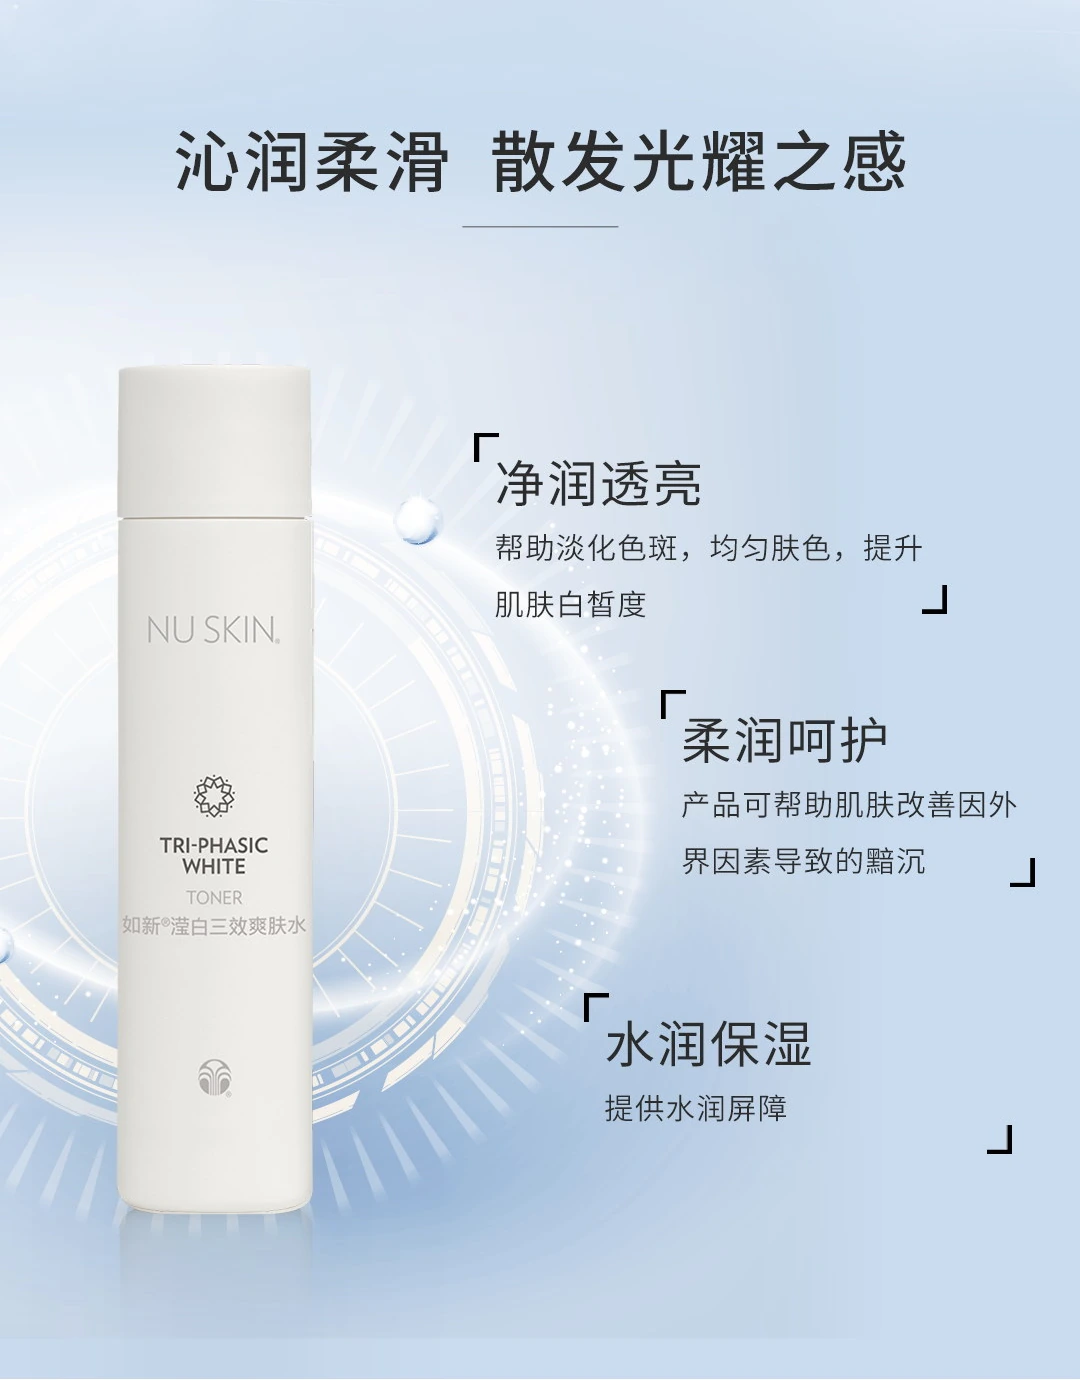 沁润柔滑 散发光耀之感
净润透亮
帮助淡化色斑，均匀肤色，提升
肌肤白皙度
柔润呵护
产品可帮助肌肤改善因外
界因素导致的黯沉
水润保湿
提供水润屏障
NU SKIN®
TRI-PHASIC
WHITE
TONER
如新®滢白三效爽肤水
®